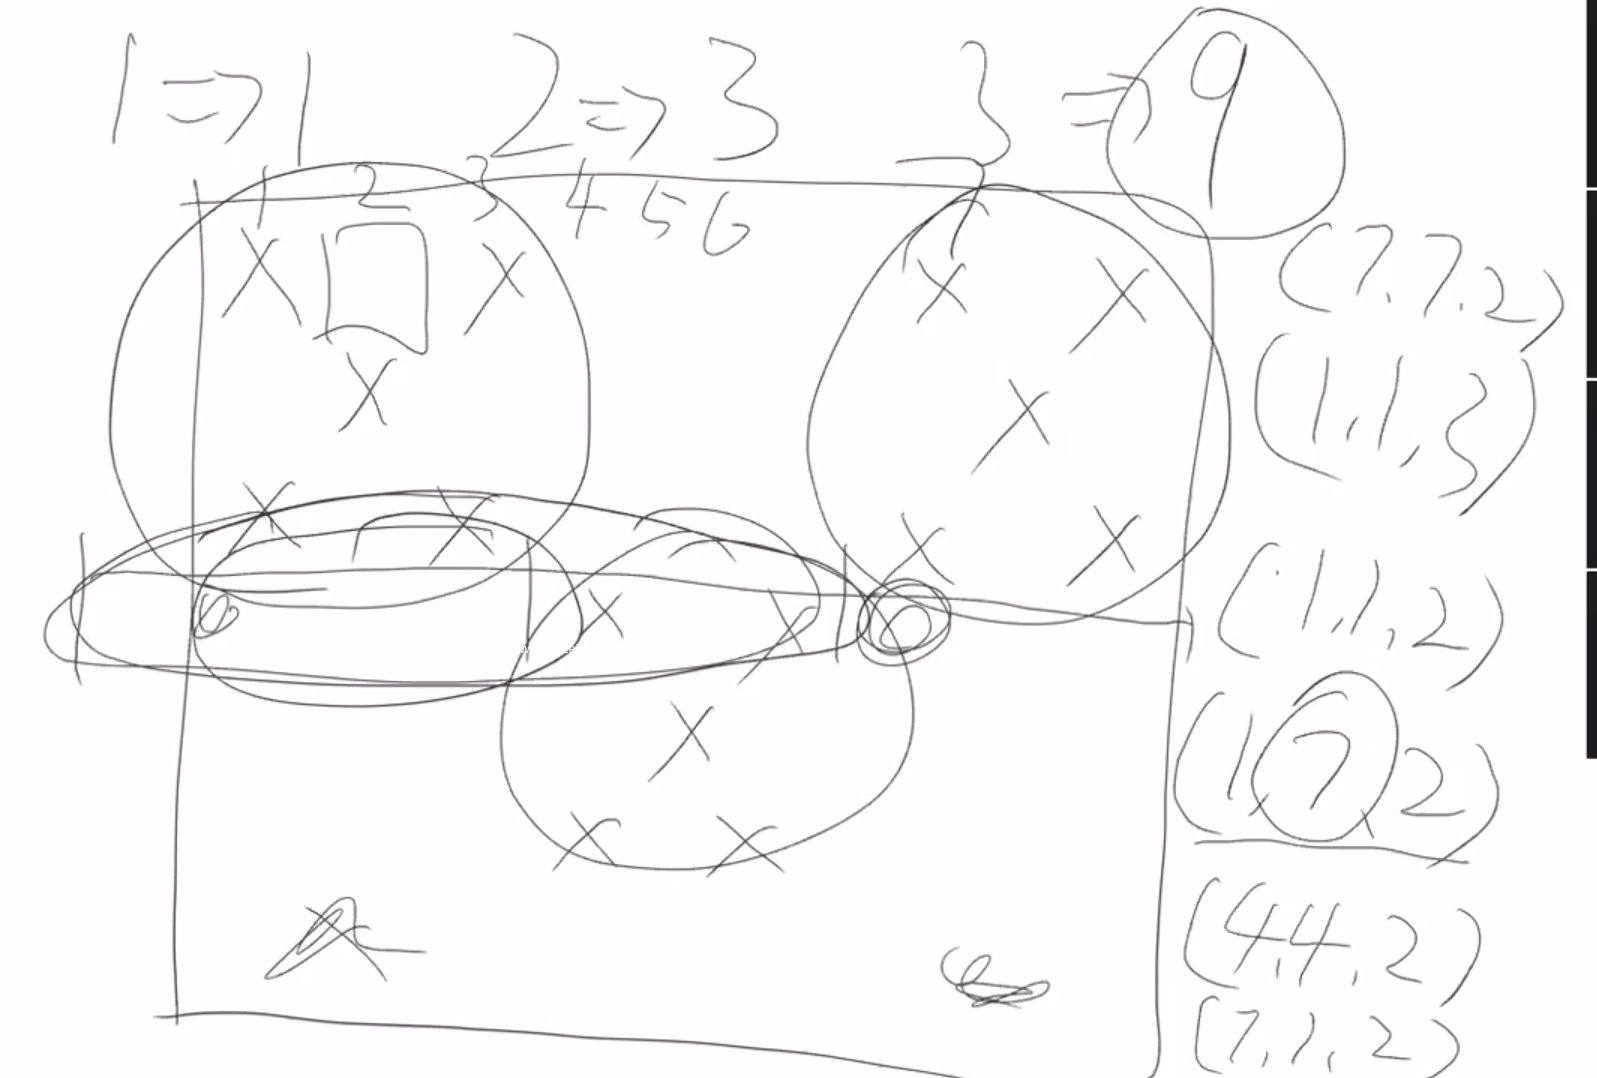 1 => 1 2 => 3 3 => 9
1 2 3 4 5 6 7
X X X X
(7,7,2)
X X
(1,1,3)
X X X X
(1,1,2)
X X
X
(1,7,2)
X X
(4,4,2)
(7,1,2)